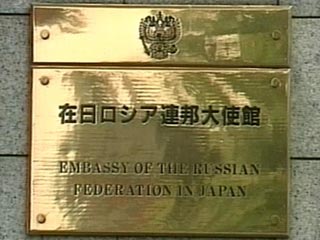 在日ロシア連邦大使館
EMBASSY OF THE RUSSIAN
FEDERATION IN JAPAN